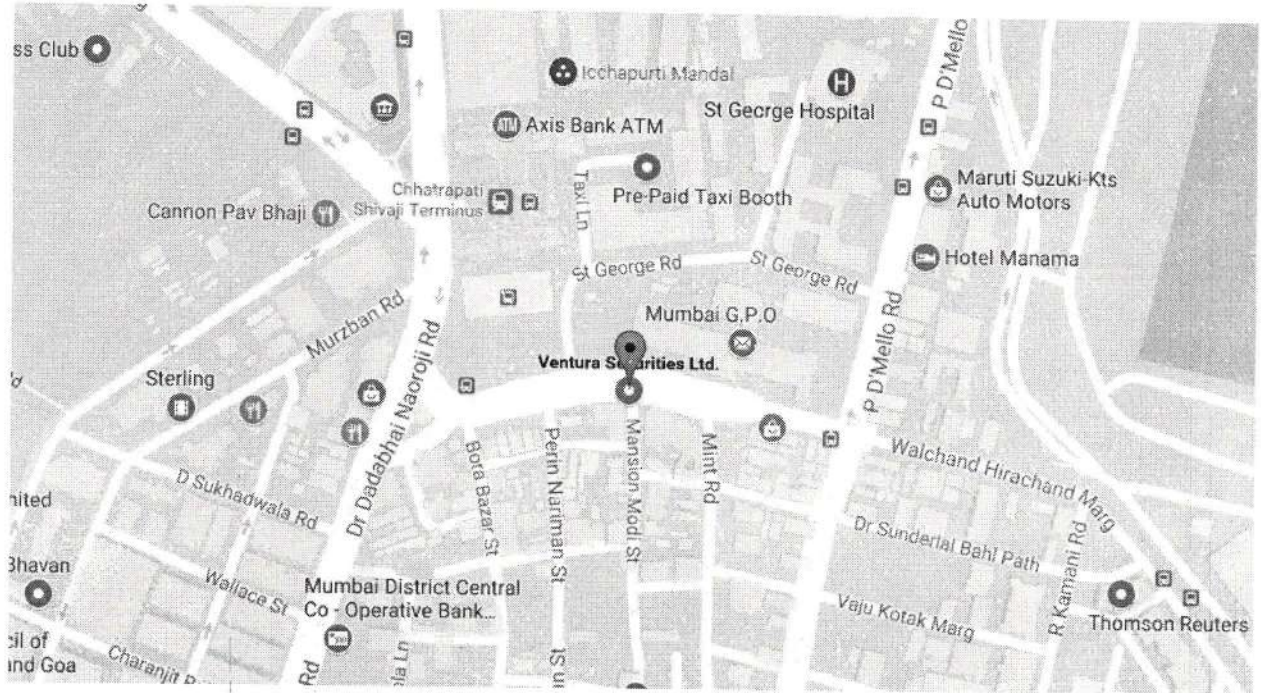 ss Club
Icchapurti Mandal
St George Hospital
P D'Mello
ATM
Axis Bank ATM
Chhatrapati
Shivaji Terminus
Taxi Ln
Pre-Paid Taxi Booth
Maruti Suzuki-Kts
Auto Motors
Cannon Pav Bhaji
St George Rd
St George Rd
Hotel Manama
Murzban Rd
Mumbai G.P.O
P D'Mello Rd
Ventura Securities Ltd.
Sterling
Dr Dadabhai Naoroji Rd
Bora Bazar St
Perin Nariman St
Mansion Modi St
Mint Rd
Walchand Hirachand Marg
D Sukhadwala Rd
nited
Dr Sunderlal Bahl Path
R Kamani Rd
Bhavan
Wallace St
Mumbai District Central
Co - Operative Bank...
Vaju Kotak Marg
Thomson Reuters
cil of
and Goa
Charanjit
Rd
la Ln